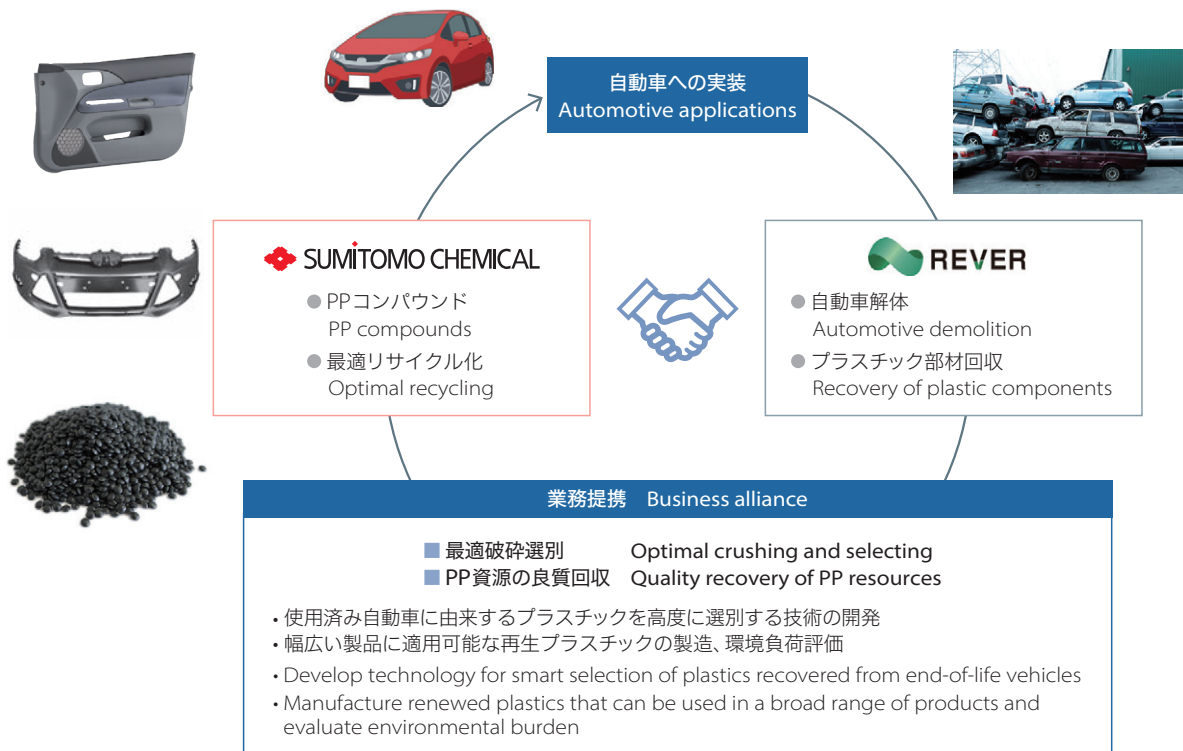 自動車への実装
Automotive applications
SUMITOMO CHEMICAL
● PPコンパウンド
PP compounds
● 最適リサイクル化
Optimal recycling
REVER
● 自動車解体
Automotive demolition
● プラスチック部材回収
Recovery of plastic components
業務提携 Business alliance
■ 最適破砕選別 Optimal crushing and selecting
■ PP資源の良質回収 Quality recovery of PP resources
• 使用済み自動車に由来するプラスチックを高度に選別する技術の開発
• 幅広い製品に適用可能な再生プラスチックの製造、環境負荷評価
• Develop technology for smart selection of plastics recovered from end-of-life vehicles
• Manufacture renewed plastics that can be used in a broad range of products and
evaluate environmental burden